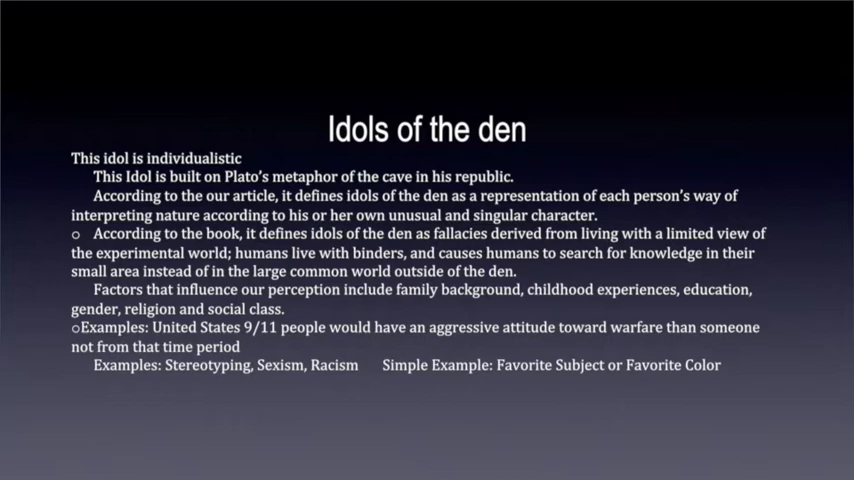 Idols of the den
This idol is individualistic
This Idol is built on Plato's metaphor of the cave in his republic.
According to the our article, it defines idols of the den as a representation of each person's way of
interpreting nature according to his or her own unusual and singular character.
o According to the book, it defines idols of the den as fallacies derived from living with a limited view of
the experimental world; humans live with binders, and causes humans to search for knowledge in their
small area instead of in the large common world outside of the den.
Factors that influence our perception include family background, childhood experiences, education,
gender, religion and social class.
oExamples: United States 9/11 people would have an aggressive attitude toward warfare than someone
not from that time period
Examples: Stereotyping, Sexism, Racism Simple Example: Favorite Subject or Favorite Color